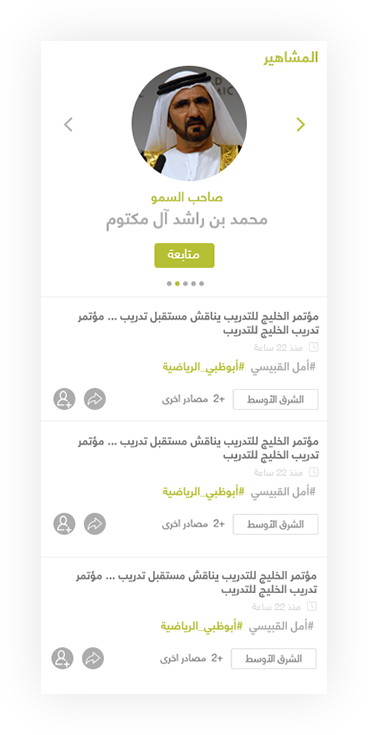 المشاهير
صاحب السمو
محمد بن راشد آل مكتوم
متابعة
مؤتمر الخليج للتدريب يناقش مستقبل تدريب ... مؤتمر
تدريب الخليج للتدريب
منذ 22 ساعة
#أمل القبيسي #أبوظبي_الرياضية
الشرق الأوسط +2 مصادر اخرى
مؤتمر الخليج للتدريب يناقش مستقبل تدريب ... مؤتمر
تدريب الخليج للتدريب
منذ 22 ساعة
#أمل القبيسي #أبوظبي_الرياضية
الشرق الأوسط +2 مصادر اخرى
مؤتمر الخليج للتدريب يناقش مستقبل تدريب ... مؤتمر
تدريب الخليج للتدريب
منذ 22 ساعة
#أمل القبيسي #أبوظبي_الرياضية
الشرق الأوسط +2 مصادر اخرى